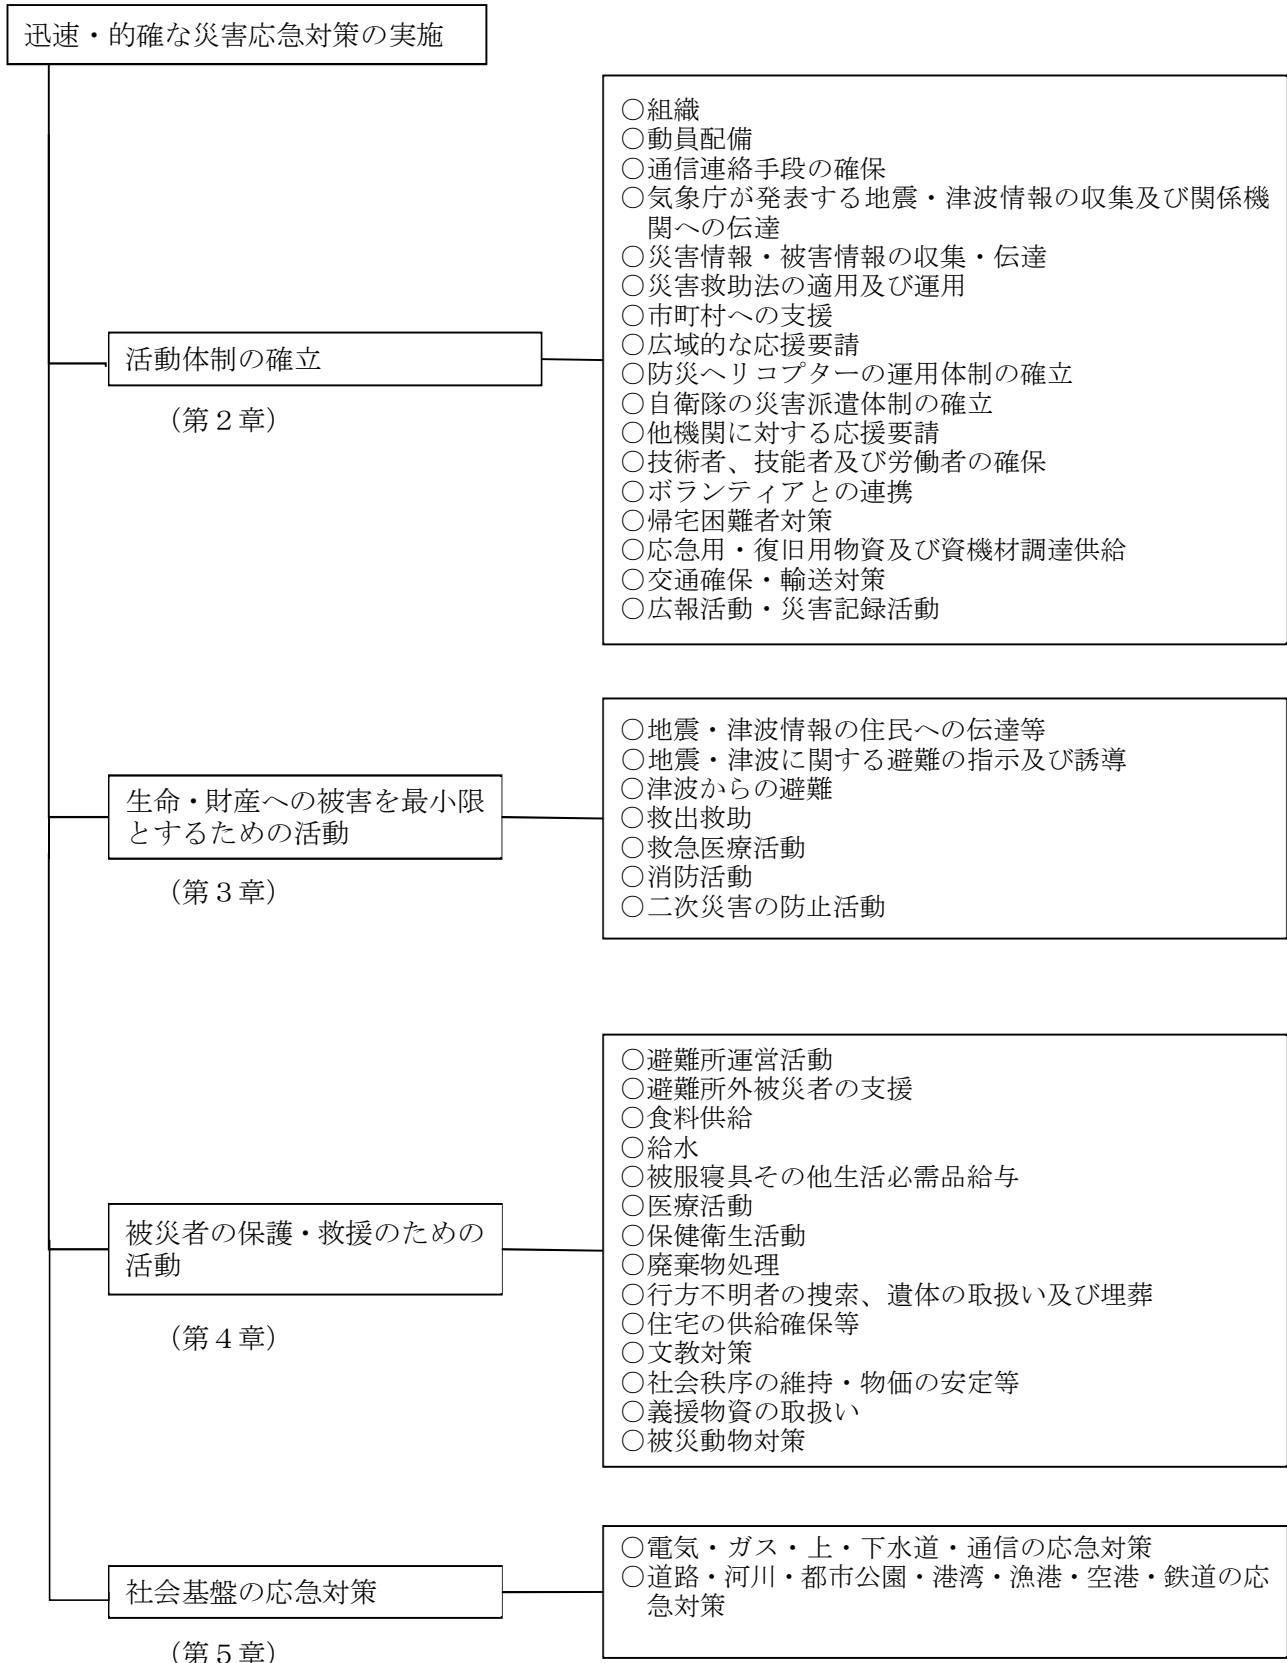 迅速・的確な災害応急対策の実施
○組織
○動員配備
○通信連絡手段の確保
○気象庁が発表する地震・津波情報の収集及び関係機
関への伝達
○災害情報・被害情報の収集・伝達
○災害救助法の適用及び運用
○市町村への支援
○広域的な応援要請
○防災ヘリコプターの運用体制の確立
○自衛隊の災害派遣体制の確立
○他機関に対する応援要請
○技術者、技能者及び労働者の確保
○ボランティアとの連携
○帰宅困難者対策
○応急用・復旧用物資及び資機材調達供給
○交通確保・輸送対策
○広報活動・災害記録活動
活動体制の確立
（第２章）
○地震・津波情報の住民への伝達等
○地震・津波に関する避難の指示及び誘導
○津波からの避難
○救出救助
○救急医療活動
○消防活動
○二次災害の防止活動
生命・財産への被害を最小限
とするための活動
（第３章）
○避難所運営活動
○避難所外被災者の支援
○食料供給
○給水
○被服寝具その他生活必需品給与
○医療活動
○保健衛生活動
○廃棄物処理
○行方不明者の捜索、遺体の取扱い及び埋葬
○住宅の供給確保等
○文教対策
○社会秩序の維持・物価の安定等
○義援物資の取扱い
○被災動物対策
被災者の保護・救援のための
活動
（第４章）
○電気・ガス・上・下水道・通信の応急対策
○道路・河川・都市公園・港湾・漁港・空港・鉄道の応
急対策
社会基盤の応急対策
（第５章）